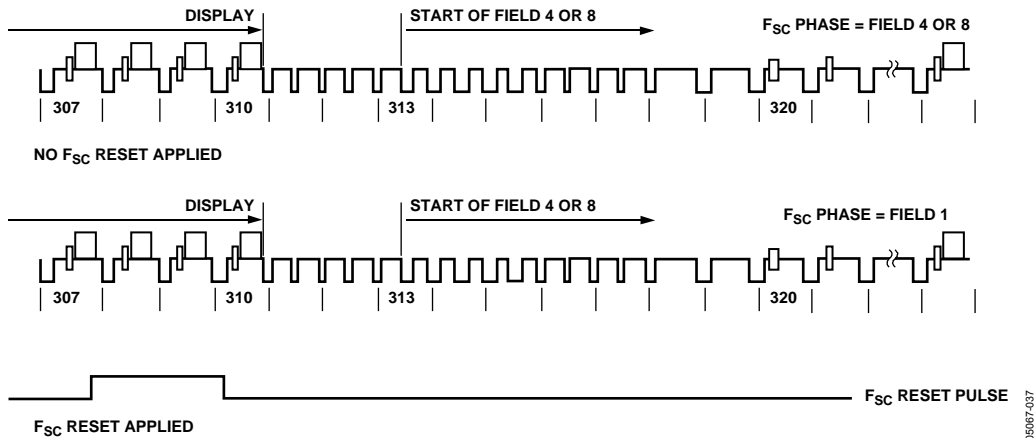 DISPLAY
START OF FIELD 4 OR 8
FSC PHASE = FIELD 4 OR 8
307
310
313
320
NO FSC RESET APPLIED
DISPLAY
START OF FIELD 4 OR 8
FSC PHASE = FIELD 1
307
310
313
320
FSC RESET PULSE
FSC RESET APPLIED
05067-037